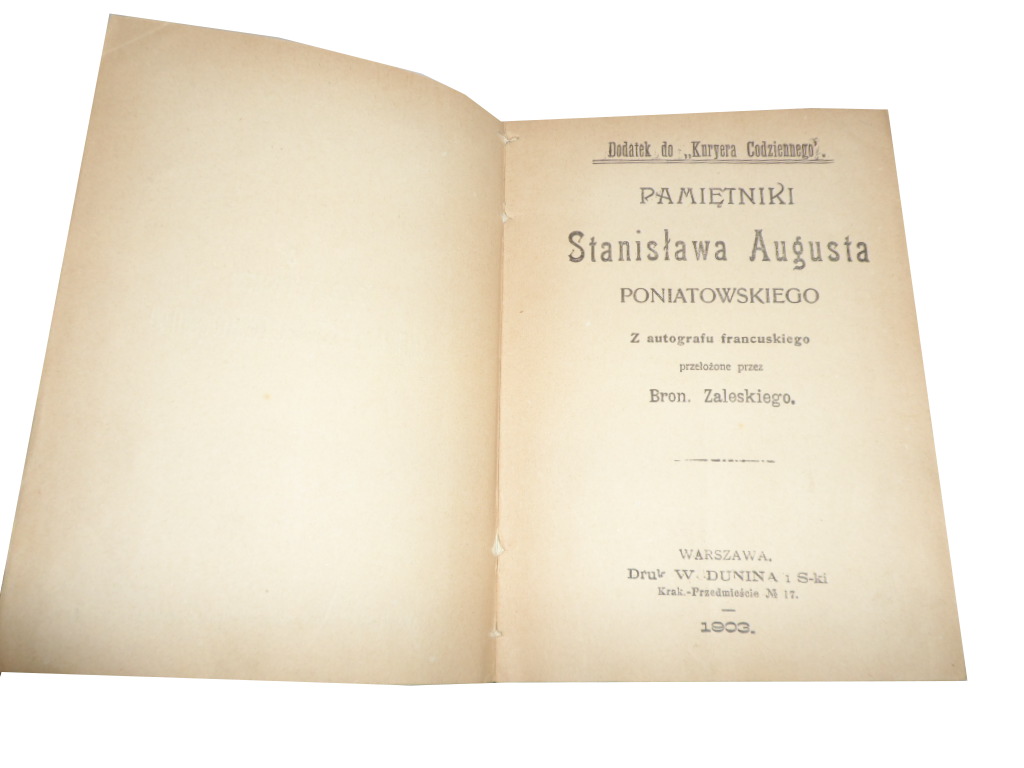 Dodatek do „Kuryera Codziennego".
PAMIĘTNIKI
Stanisława Augusta
PONIATOWSKIEGO
Z autografu francuskiego
przełożone przez
Bron. Zaleskiego.
WARSZAWA.
Druk W. DUNINA i S-ki
Krak.-Przedmieście № 17.
1903.